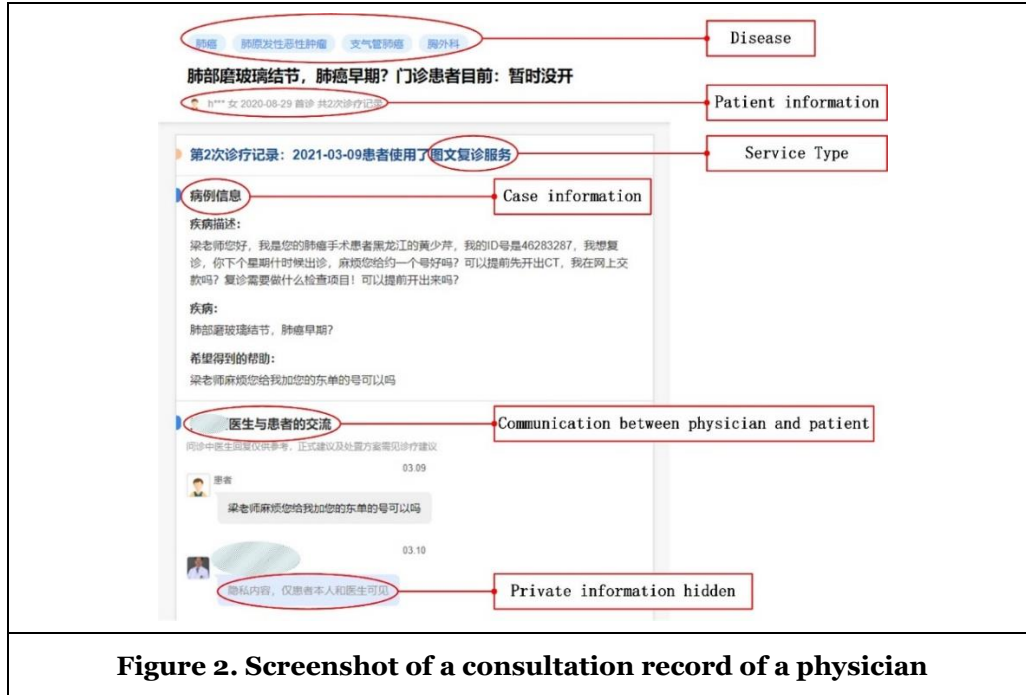 肺癌 肺原发性恶性肿瘤 支气管肺癌 胸外科
Disease
肺部磨玻璃结节，肺癌早期？门诊患者目前：暂时没开
h*** 女 2020-08-29 首诊 共2次诊疗记录
Patient information
第2次诊疗记录：2021-03-09患者使用了图文复诊服务
Service Type
病例信息
Case information
疾病描述：
梁老师您好，我是您的肺癌手术患者黑龙江的黄少芹，我的ID号是46283287，我想复
诊，你下个星期什时候出诊，麻烦您给约一个号好吗？可以提前先开出CT，我在网上交
款吗？复诊需要做什么检查项目！可以提前开出来吗？
疾病：
肺部磨玻璃结节，肺癌早期？
希望得到的帮助：
梁老师麻烦您给我加您的东单的号可以吗
医生与患者的交流
Communication between physician and patient
问诊中医生回复仅供参考，正式建议及处置方案需见诊疗建议
03.09
患者
梁老师麻烦您给我加您的东单的号可以吗
03.10
隐私内容，仅患者本人和医生可见
Private information hidden
Figure 2. Screenshot of a consultation record of a physician